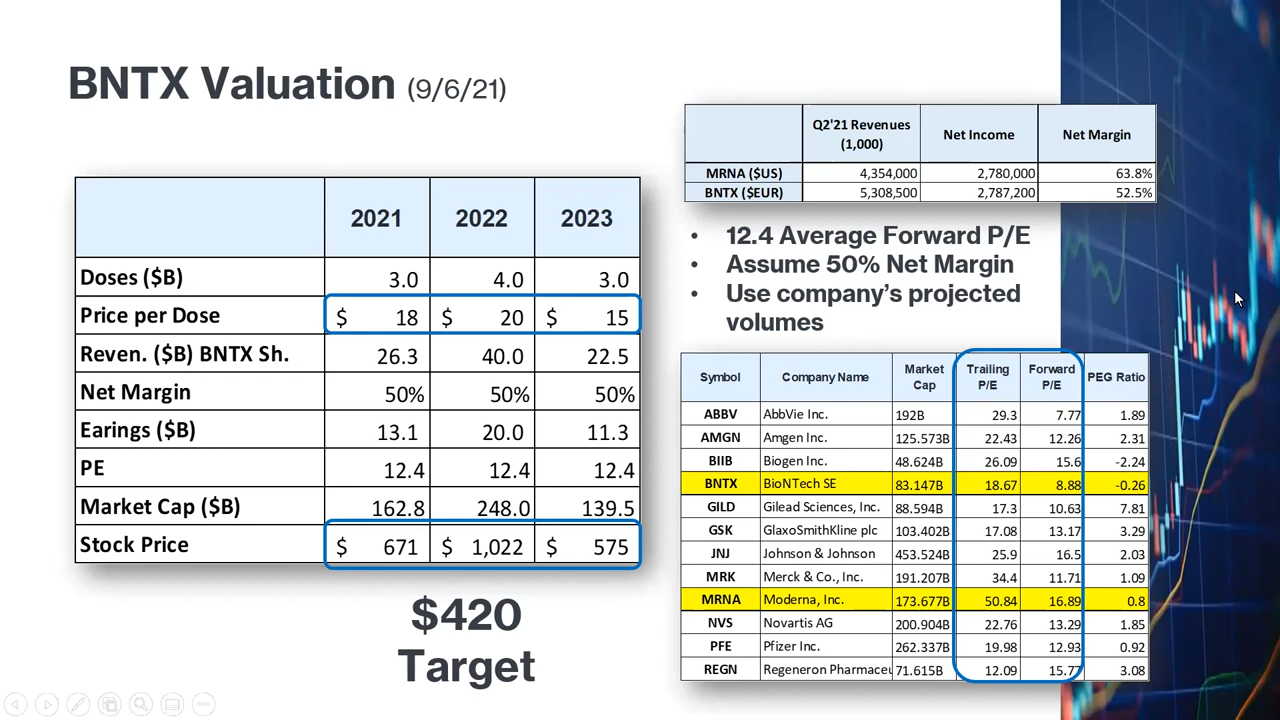 BNTX Valuation (9/6/21)
2021 2022 2023
Doses ($B) 3.0 4.0 3.0
Price per Dose $ 18 $ 20 $ 15
Reven. ($B) BNTX Sh. 26.3 40.0 22.5
Net Margin 50% 50% 50%
Earings ($B) 13.1 20.0 11.3
PE 12.4 12.4 12.4
Market Cap ($B) 162.8 248.0 139.5
Stock Price $ 671 $ 1,022 $ 575
$420
Target
Q2'21 Revenues
(1,000) Net Income Net Margin
MRNA ($US) 4,354,000 2,780,000 63.8%
BNTX ($EUR) 5,308,500 2,787,200 52.5%
• 12.4 Average Forward P/E
• Assume 50% Net Margin
• Use company's projected
volumes
Symbol Company Name Market
Cap Trailing
P/E Forward
P/E PEG Ratio
ABBV AbbVie Inc. 192B 29.3 7.77 1.89
AMGN Amgen Inc. 125.573B 22.43 12.26 2.31
BIIB Biogen Inc. 48.624B 26.09 15.6 -2.24
BNTX BioNTech SE 83.147B 18.67 8.88 -0.26
GILD Gilead Sciences, Inc. 88.594B 17.3 10.63 7.81
GSK GlaxoSmithKline plc 103.402B 17.08 13.17 3.29
JNJ Johnson & Johnson 453.524B 25.9 16.5 2.03
MRK Merck & Co., Inc. 191.207B 34.4 11.71 1.09
MRNA Moderna, Inc. 173.677B 50.84 16.89 0.8
NVS Novartis AG 200.904B 22.76 13.29 1.85
PFE Pfizer Inc. 262.337B 19.98 12.93 0.92
REGN Regeneron Pharmaceu 71.615B 12.09 15.77 3.08